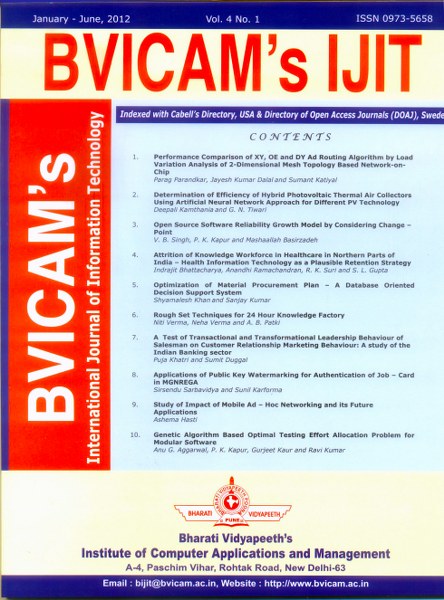 January - June, 2012 Vol. 4 No. 1 ISSN 0973-5658
BVICAM's IJIT
BVICAM's
International Journal of Information Technology
Indexed with Cabell's Directory, USA & Directory of Open Access Journals (DOAJ), Swede
CONTENTS
1. Performance Comparison of XY, OE and DY Ad Routing Algorithm by Load
Variation Analysis of 2-Dimensional Mesh Topology Based Network-on-
Chip
Parag Parandkar, Jayesh Kumar Dalal and Sumant Katiyal
2. Determination of Efficiency of Hybrid Photovoltaic Thermal Air Collectors
Using Artificial Neural Network Approach for Different PV Technology
Deepali Kamthania and G. N. Tiwari
3. Open Source Software Reliability Growth Model by Considering Change –
Point
V. B. Singh, P. K. Kapur and Mashaallah Basirzadeh
4. Attrition of Knowledge Workforce in Healthcare in Northern Parts of
India – Health Information Technology as a Plausible Retention Strategy
Indrajit Bhattacharya, Anandhi Ramachandran, R. K. Suri and S. L. Gupta
5. Optimization of Material Procurement Plan – A Database Oriented
Decision Support System
Shyamalesh Khan and Sanjay Kumar
6. Rough Set Techniques for 24 Hour Knowledge Factory
Niti Verma, Neha Verma and A. B. Patki
7. A Test of Transactional and Transformational Leadership Behaviour of
Salesman on Customer Relationship Marketing Behaviour: A study of the
Indian Banking sector
Puja Khatri and Sumit Duggal
8. Applications of Public Key Watermarking for Authentication of Job – Card
in MGNREGA
Sirsendu Sarbavidya and Sunil Karforma
9. Study of Impact of Mobile Ad – Hoc Networking and its Future
Applications
Ashema Hasti
10. Genetic Algorithm Based Optimal Testing Effort Allocation Problem for
Modular Software
Anu G. Aggarwal, P. K. Kapur, Gurjeet Kaur and Ravi Kumar
BHARATI VIDYAPEETH
PUNE
Bharati Vidyapeeth's
Institute of Computer Applications and Management
A-4, Paschim Vihar, Rohtak Road, New Delhi-63
Email : bijit@bvicam.ac.in, Website : http://www.bvicam.ac.in